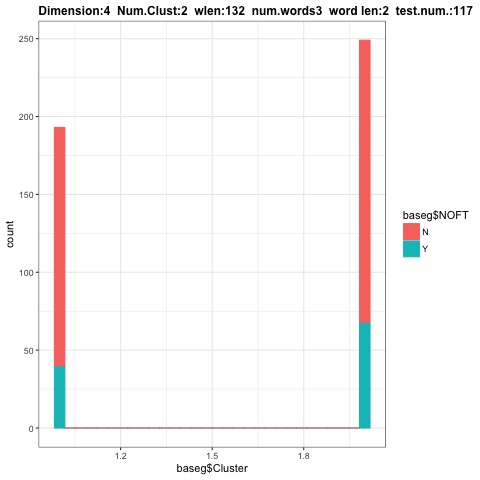 Dimension:4  Num.Clust:2  wlen:132  num.words3  word len:2  test.num.:117
250
200
150
100
50
0
count
1.2
1.5
1.8
baseg$Cluster
baseg$NOFT
N
Y